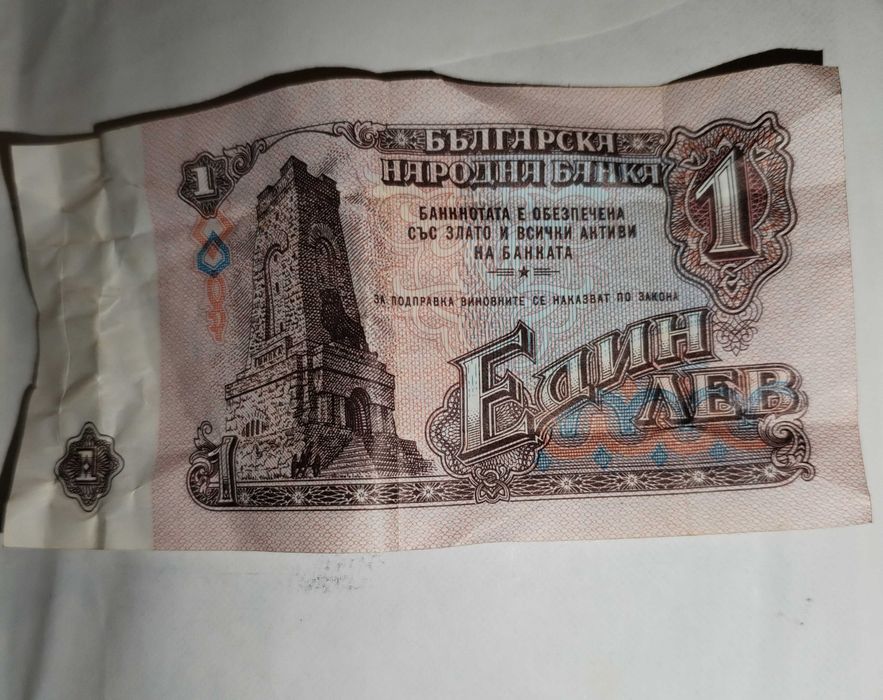 1
БЪЛГАРСКА
НАРОДНА БАНКА
1
БАНКНОТАТА Е ОБЕЗПЕЧЕНА
СЪС ЗЛАТО И ВСИЧКИ АКТИВИ
НА БАНКАТА
ЗА ПОДПРАВКА ВИНОВНИТЕ СЕ НАКАЗВАТ ПО ЗАКОНА
ЕДИН
ЛЕВ
1
1